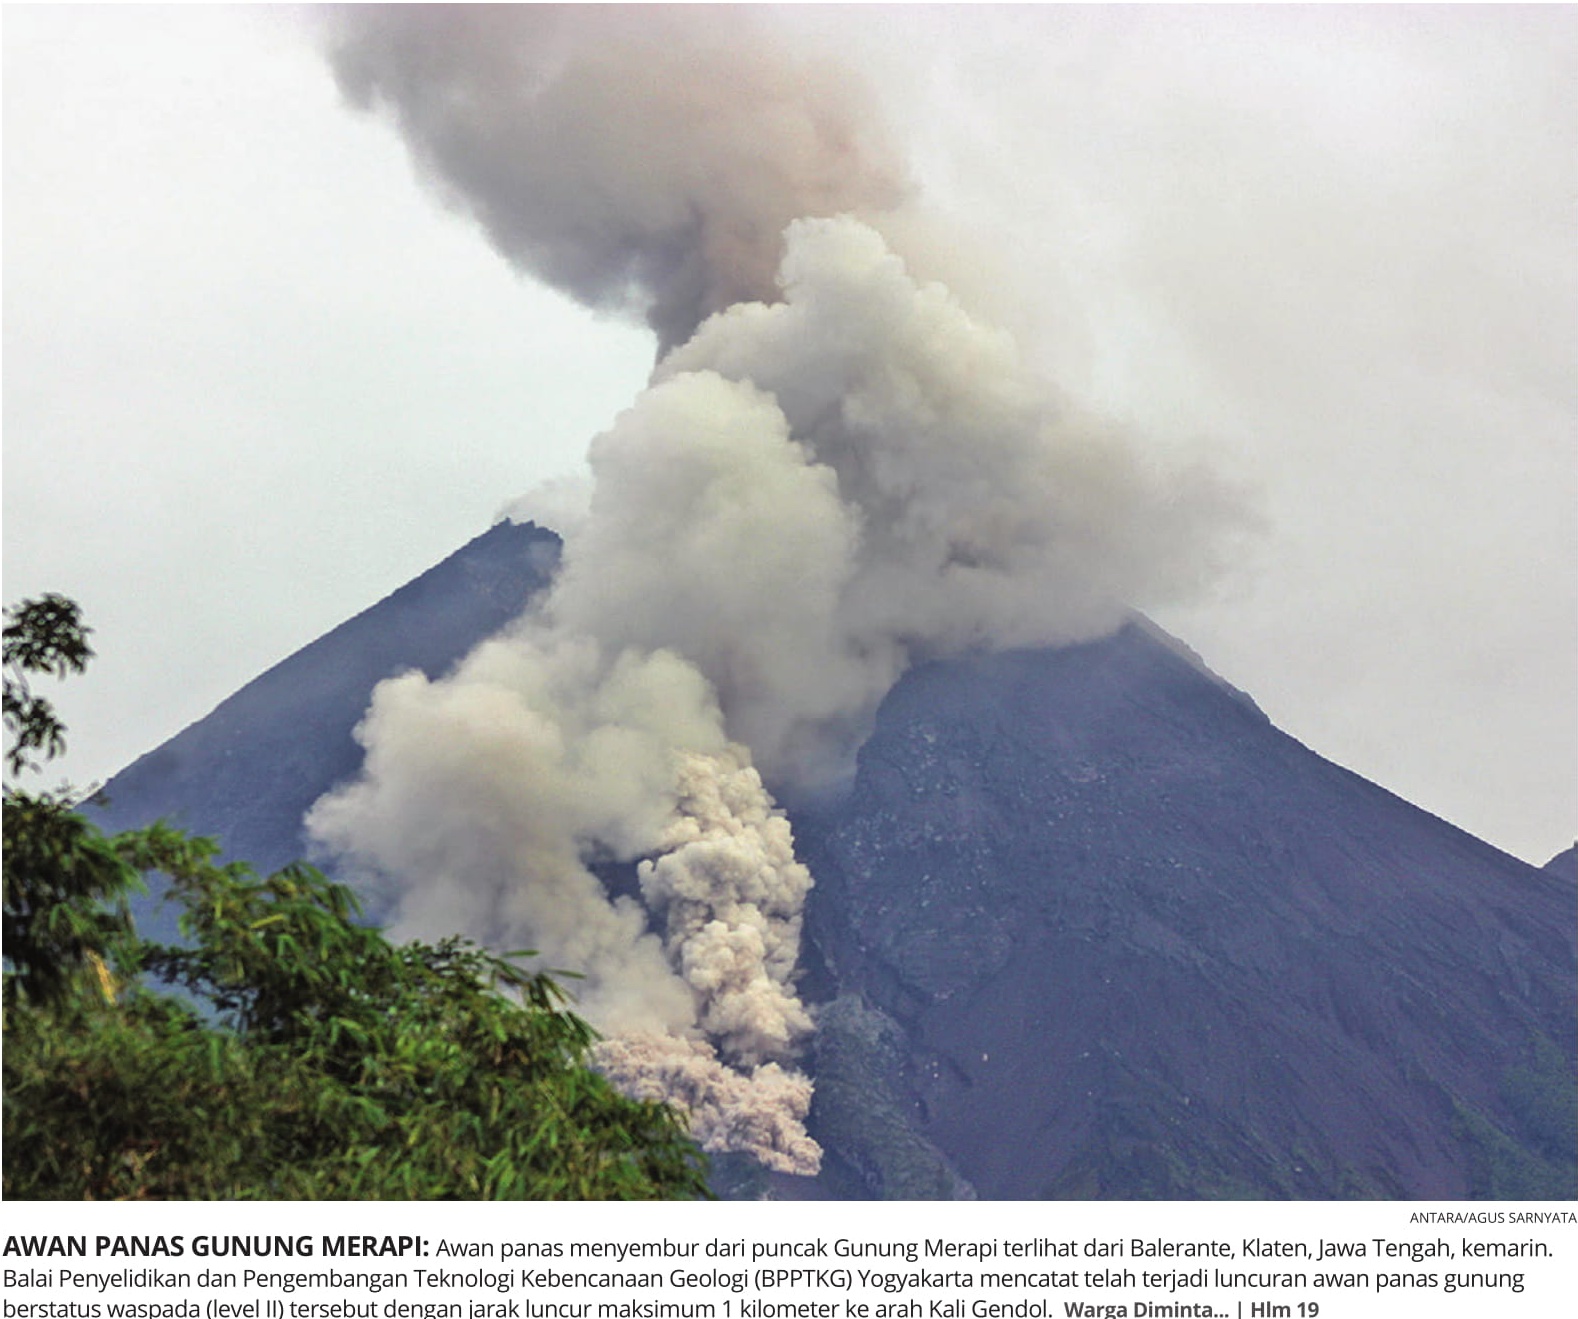 ANTARA/AGUS SARNYATA
AWAN PANAS GUNUNG MERAPI: Awan panas menyembur dari puncak Gunung Merapi terlihat dari Balerante, Klaten, Jawa Tengah, kemarin.
Balai Penyelidikan dan Pengembangan Teknologi Kebencanaan Geologi (BPPTKG) Yogyakarta mencatat telah terjadi luncuran awan panas gunung
berstatus waspada (level II) tersebut dengan jarak luncur maksimum 1 kilometer ke arah Kali Gendol. Warga Diminta... | Hlm 19